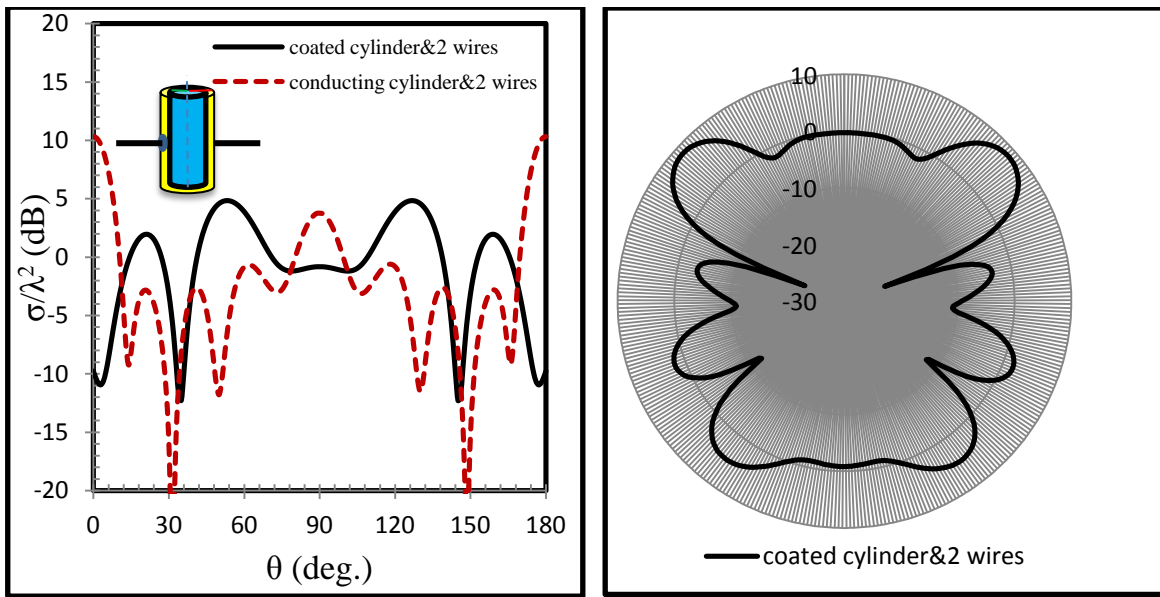 20
15
10
5
0
-5
-10
-15
-20
σ/λ² (dB)
coated cylinder&2 wires
conducting cylinder&2 wires
0 30 60 90 120 150 180
θ (deg.)
10
0
-10
-20
-30
coated cylinder&2 wires